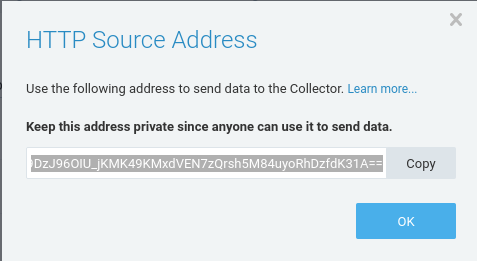 HTTP Source Address
Use the following address to send data to the Collector. Learn more...
Keep this address private since anyone can use it to send data.
DzJ96OIU_jKMK49KMxdVEN7zQrsh5M84uyoRhDzfdK31A==
Copy
OK